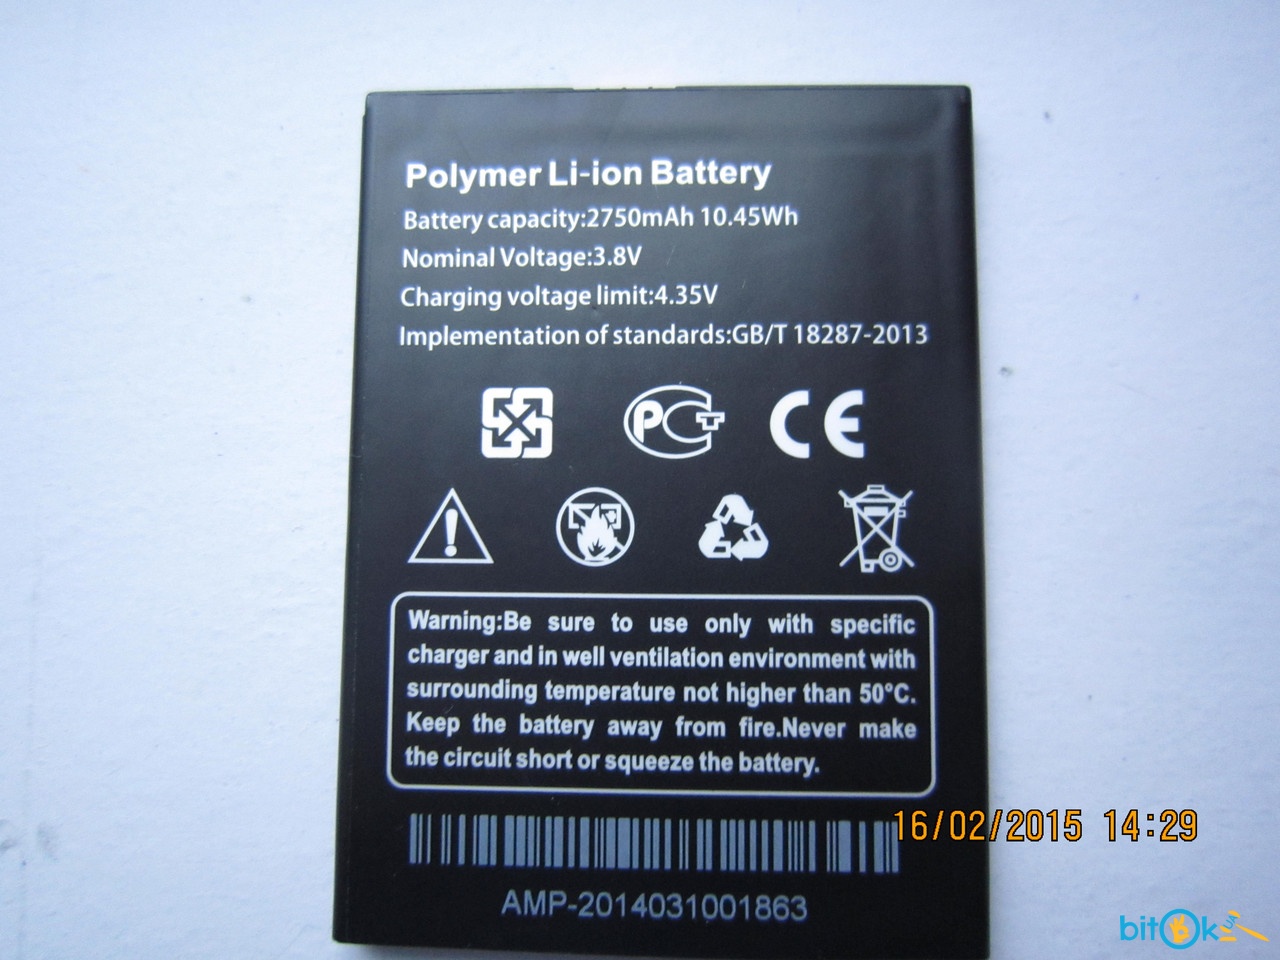 Polymer Li-ion Battery
Battery capacity:2750mAh 10.45Wh
Nominal Voltage:3.8V
Charging voltage limit:4.35V
Implementation of standards:GB/T 18287-2013
PCT
CE
Warning:Be sure to use only with specific
charger and in well ventilation environment with
surrounding temperature not higher than 50°C.
Keep the battery away from fire.Never make
the circuit short or squeeze the battery.
16/02/2015 14:29
AMP-2014031001863
bitOk